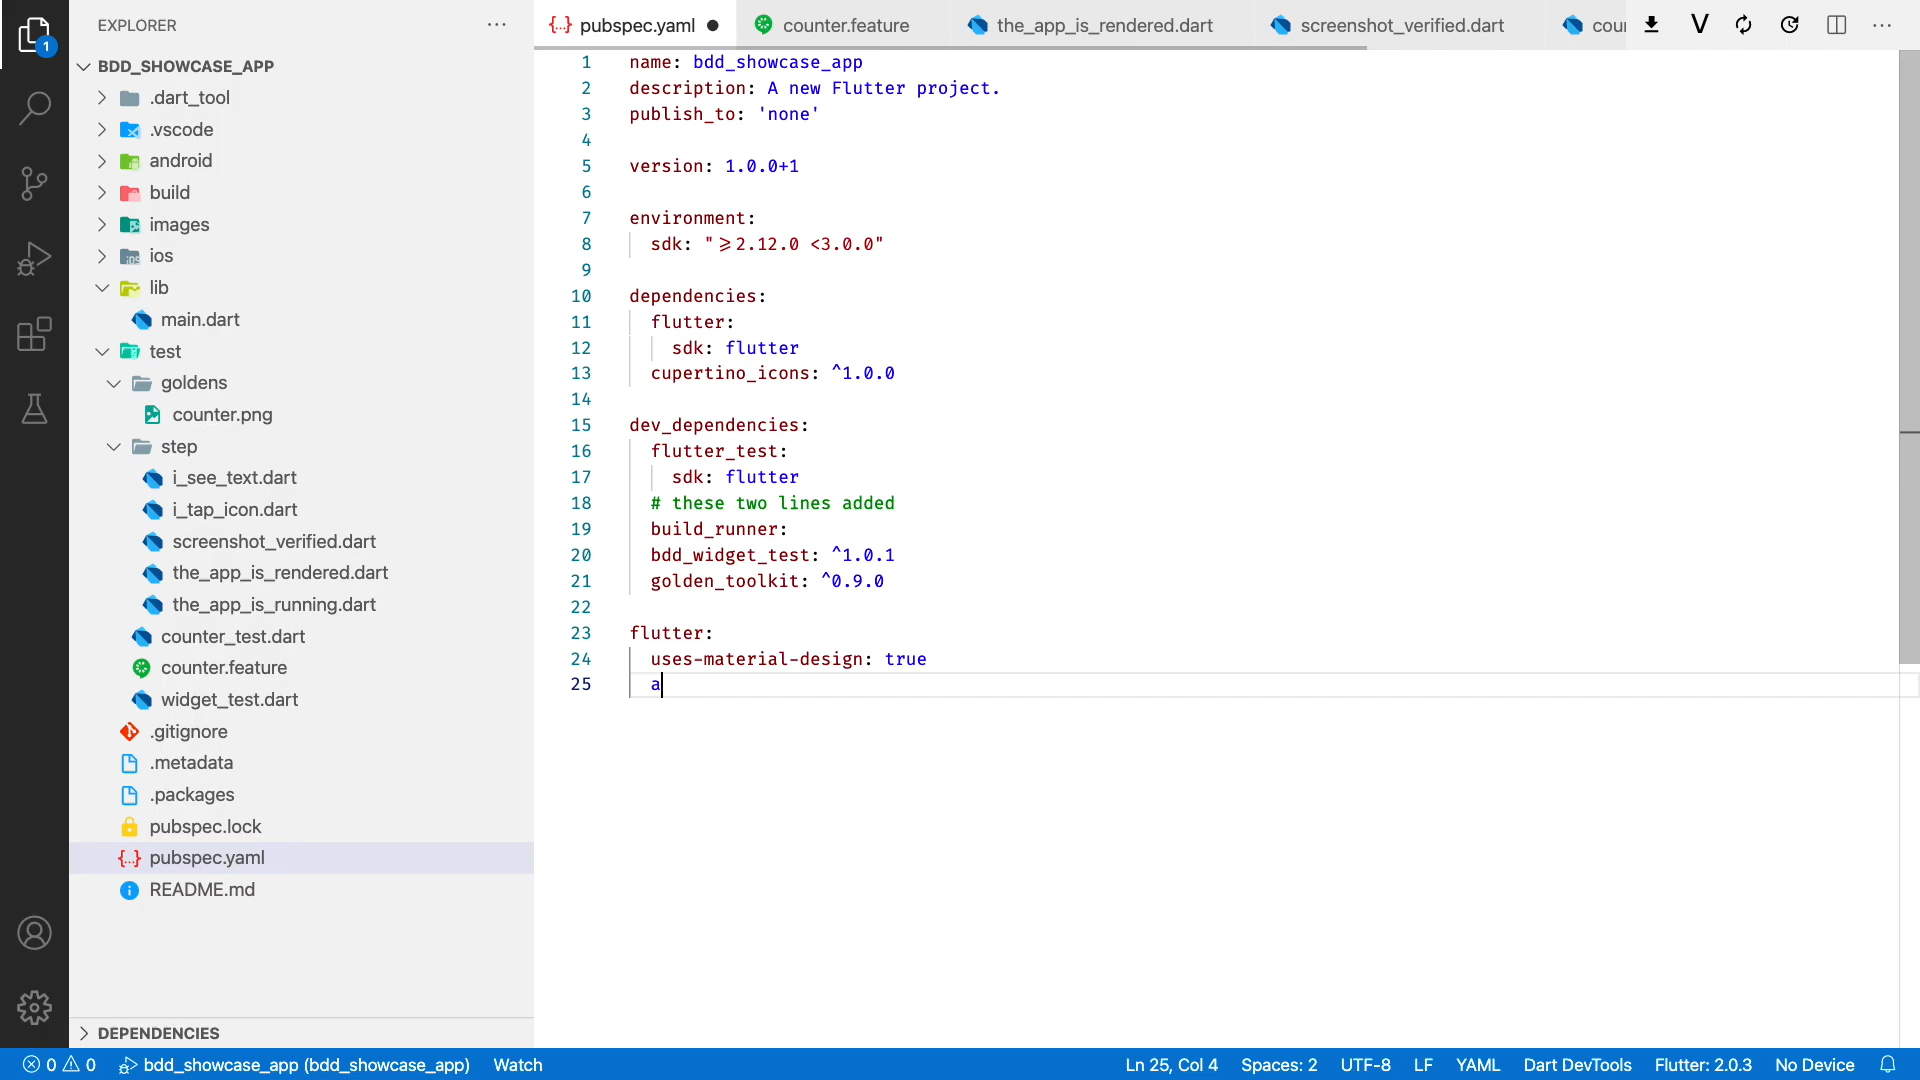 EXPLORER
1
BDD_SHOWCASE_APP
.dart_tool
.vscode
android
build
images
ios
lib
main.dart
test
goldens
counter.png
step
i_see_text.dart
i_tap_icon.dart
screenshot_verified.dart
the_app_is_rendered.dart
the_app_is_running.dart
counter_test.dart
counter.feature
widget_test.dart
.gitignore
.metadata
.packages
pubspec.lock
{..} pubspec.yaml
README.md
DEPENDENCIES
{..} pubspec.yaml ● counter.feature the_app_is_rendered.dart screenshot_verified.dart cou
1 name: bdd_showcase_app
2 description: A new Flutter project.
3 publish_to: 'none'
4
5 version: 1.0.0+1
6
7 environment:
8 sdk: "≥2.12.0 <3.0.0"
9
10 dependencies:
11 flutter:
12 sdk: flutter
13 cupertino_icons: ^1.0.0
14
15 dev_dependencies:
16 flutter_test:
17 sdk: flutter
18 # these two lines added
19 build_runner:
20 bdd_widget_test: ^1.0.1
21 golden_toolkit: ^0.9.0
22
23 flutter:
24 uses-material-design: true
25 a
0 0 bdd_showcase_app (bdd_showcase_app) Watch Ln 25, Col 4 Spaces: 2 UTF-8 LF YAML Dart DevTools Flutter: 2.0.3 No Device